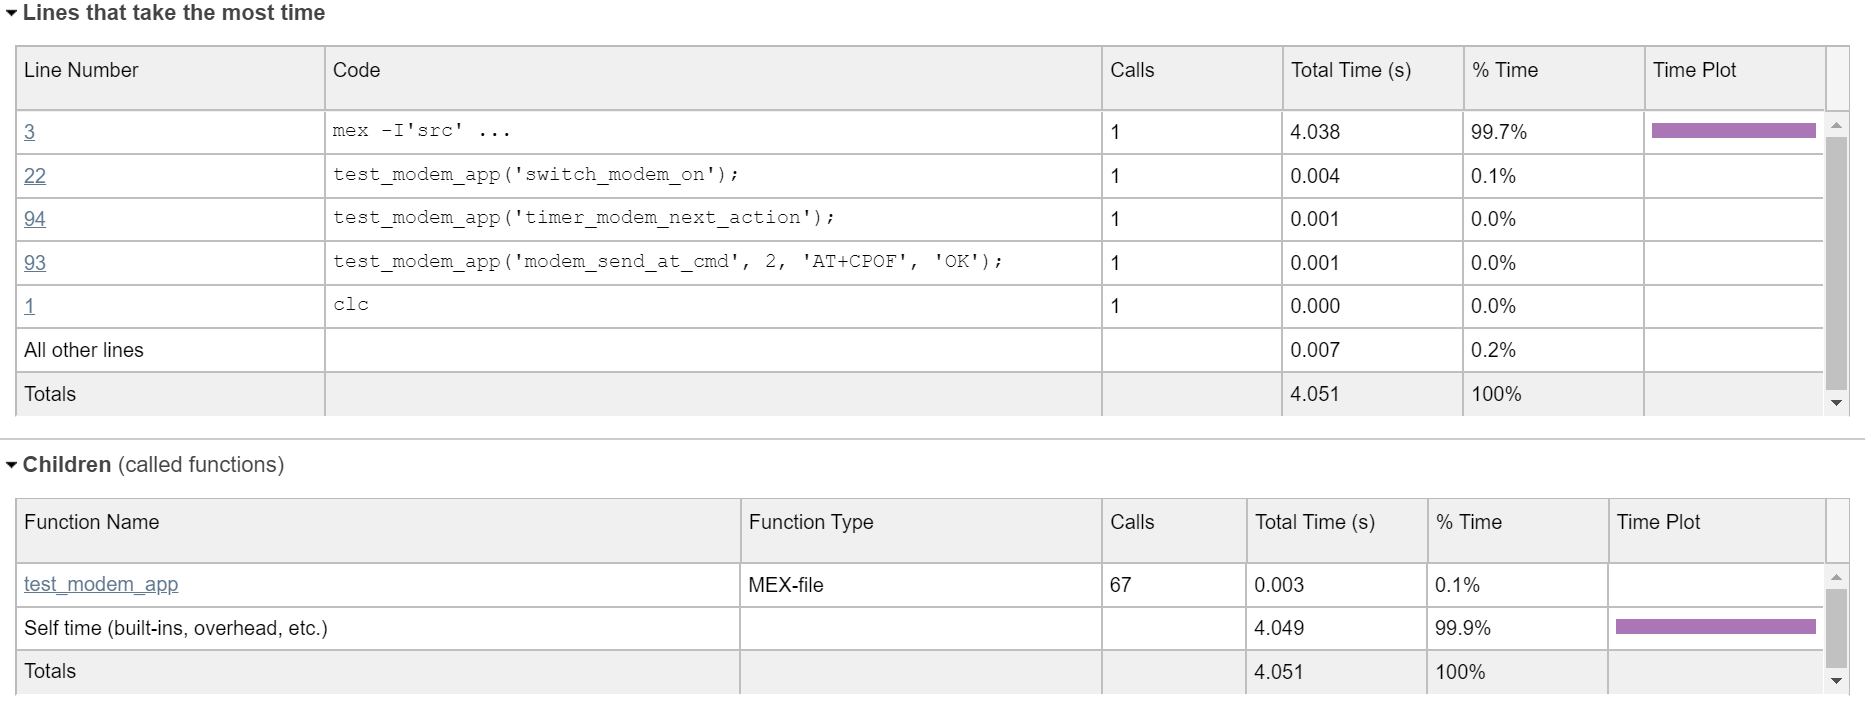 Lines that take the most time
Line Number Code Calls Total Time (s) % Time Time Plot
3 mex -I'src' ... 1 4.038 99.7%
22 test_modem_app('switch_modem_on'); 1 0.004 0.1%
94 test_modem_app('timer_modem_next_action'); 1 0.001 0.0%
93 test_modem_app('modem_send_at_cmd', 2, 'AT+CPOF', 'OK'); 1 0.001 0.0%
1 clc 1 0.000 0.0%
All other lines 0.007 0.2%
Totals 4.051 100%
Children (called functions)
Function Name Function Type Calls Total Time (s) % Time Time Plot
test_modem_app MEX-file 67 0.003 0.1%
Self time (built-ins, overhead, etc.) 4.049 99.9%
Totals 4.051 100%